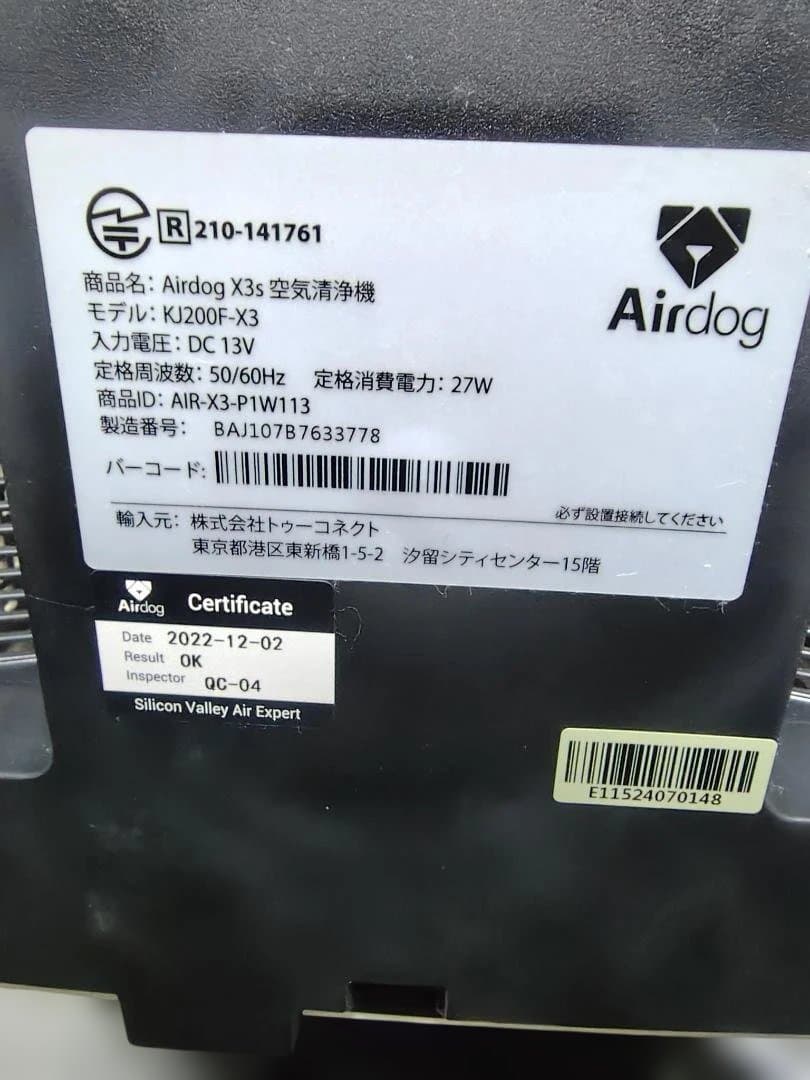 R 210-141761
Airdog
商品名: Airdog X3s 空気清浄機
モデル: KJ200F-X3
入力電圧: DC 13V
定格周波数: 50/60Hz 定格消費電力: 27W
商品ID: AIR-X3-P1W113
製造番号: BAJ107B7633778
バーコード:
必ず設置接続してください
輸入元: 株式会社トゥーコネクト
東京都港区東新橋1-5-2 汐留シティセンター15階
Airdog Certificate
Date 2022-12-02
Result OK
Inspector QC-04
Silicon Valley Air Expert
E11524070148